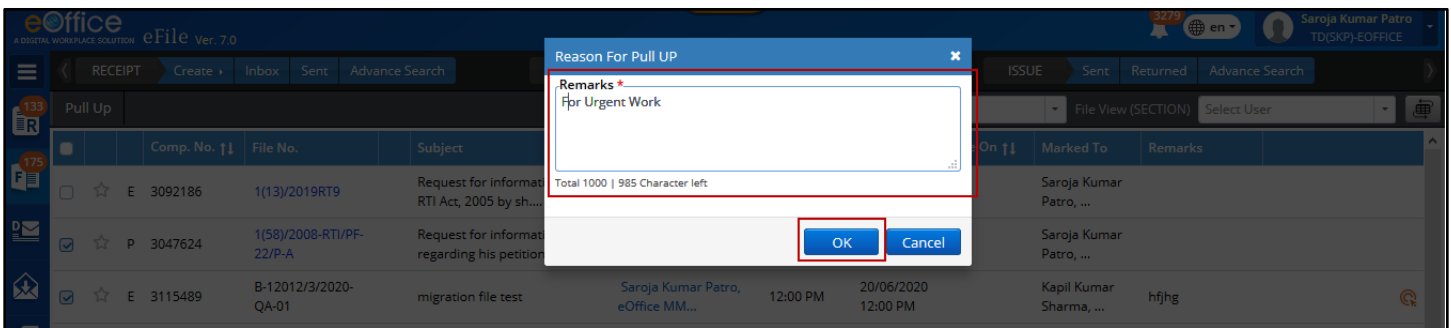 eOffice
A DIGITAL WORKPLACE SOLUTION eFile Ver. 7.0
3279 en Saroja Kumar Patro
TD(SKP)-EOFFICE
RECEIPT Create Inbox Sent Advance Search ISSUE Sent Returned Advance Search
Reason For Pull UP ×
Remarks *
For Urgent Work
Total 1000 | 985 Character left
OK Cancel
133
R
Pull Up File View (SECTION) Select User
175
F
Comp. No. File No. Subject On Marked To Remarks
E 3092186 1(13)/2019RT9 Request for informati
RTI Act, 2005 by sh.... Saroja Kumar
Patro, ...
D
P 3047624 1(58)/2008-RTI/PF-
22/P-A Request for informati
regarding his petition Saroja Kumar
Patro, ...
E 3115489 B-12012/3/2020-
QA-01 migration file test Saroja Kumar Patro,
eOffice MM... 12:00 PM 20/06/2020
12:00 PM Kapil Kumar
Sharma, ... hfjhg